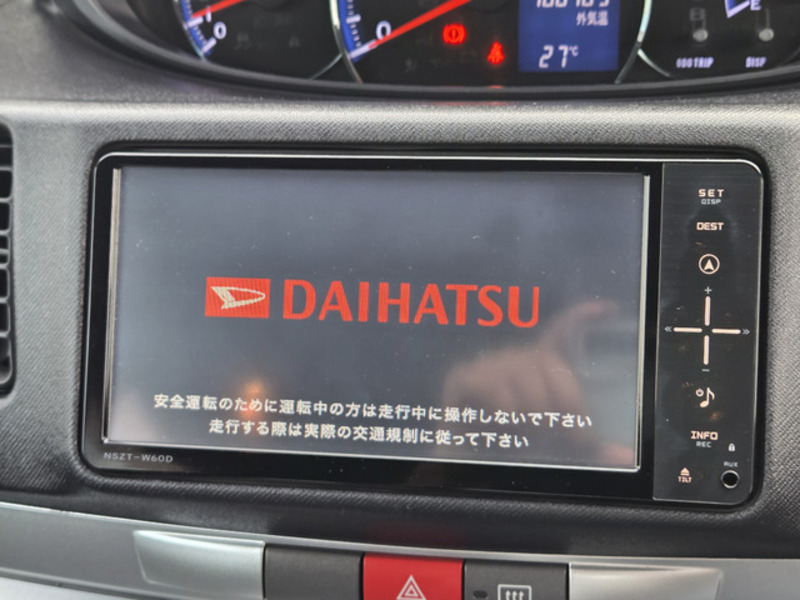 0
0
外気温
27℃
E
ODO TRIP
DISP
SET
DISP
DEST
DAIHATSU
安全運転のために運転中の方は走行中に操作しないで下さい
走行する際は実際の交通規制に従って下さい
NSZT-W60D
INFO
REC
AUX
TILT